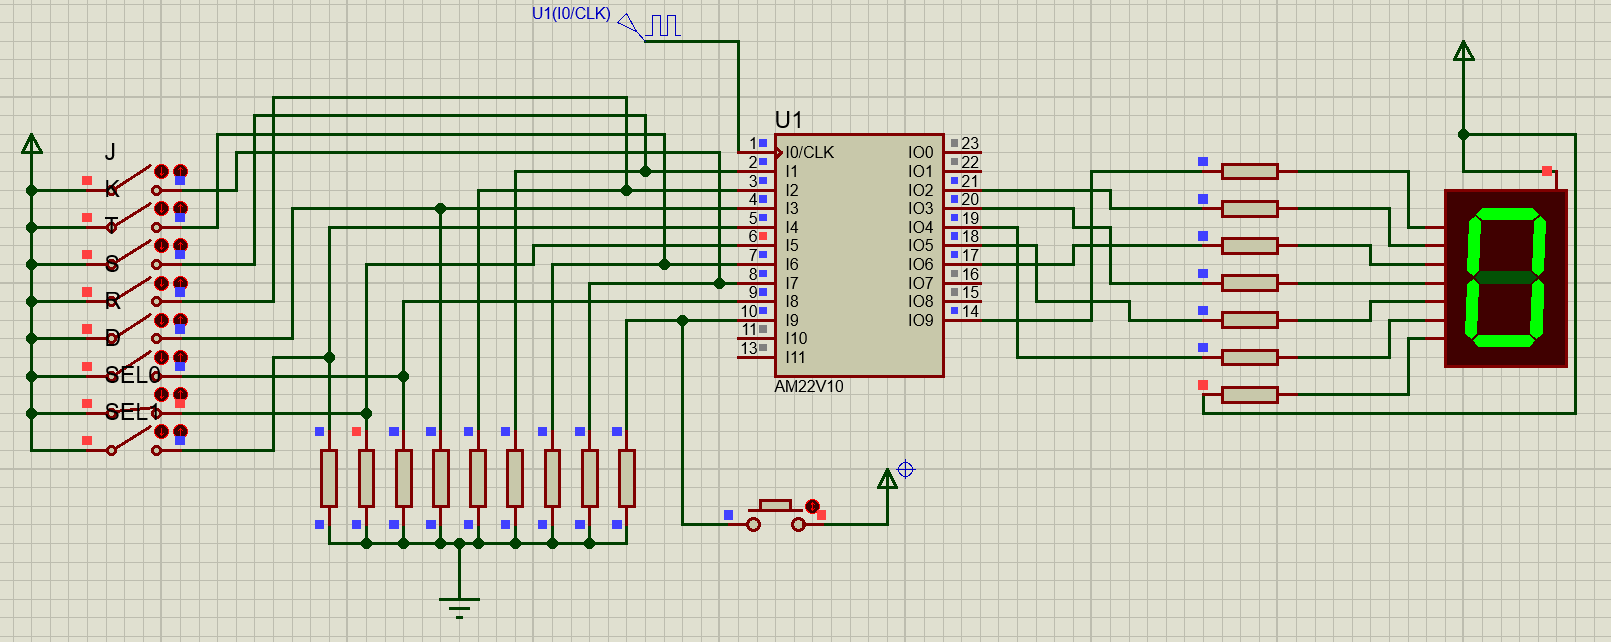 U1(I0/CLK)
U1
J
K
T
S
R
D
SEL0
SEL1
1 I0/CLK IO0 23
2 I1 IO1 22
3 I2 IO2 21
4 I3 IO3 20
5 I4 IO4 19
6 I5 IO5 18
7 I6 IO6 17
8 I7 IO7 16
9 I8 IO8 15
10 I9 IO9 14
11 I10
13 I11
AM22V10
0